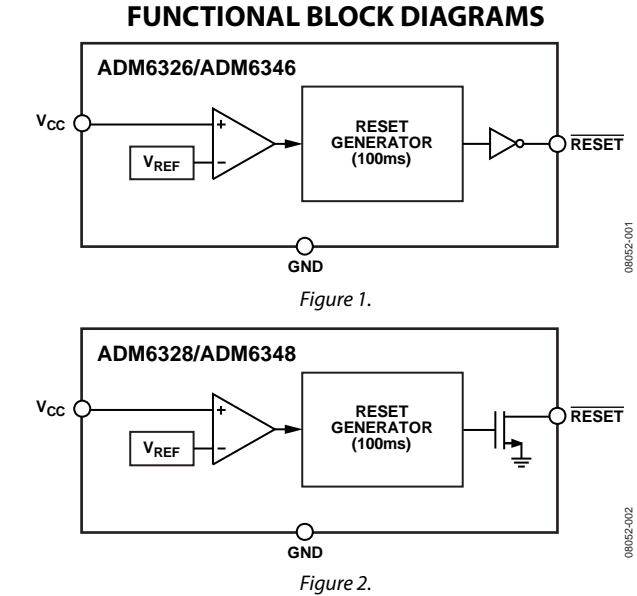 FUNCTIONAL BLOCK DIAGRAMS
ADM6326/ADM6346
VCC
+
VREF
−
RESET
GENERATOR
(100ms)
RESET
GND
08052-001
Figure 1.
ADM6328/ADM6348
VCC
+
VREF
−
RESET
GENERATOR
(100ms)
RESET
GND
08052-002
Figure 2.